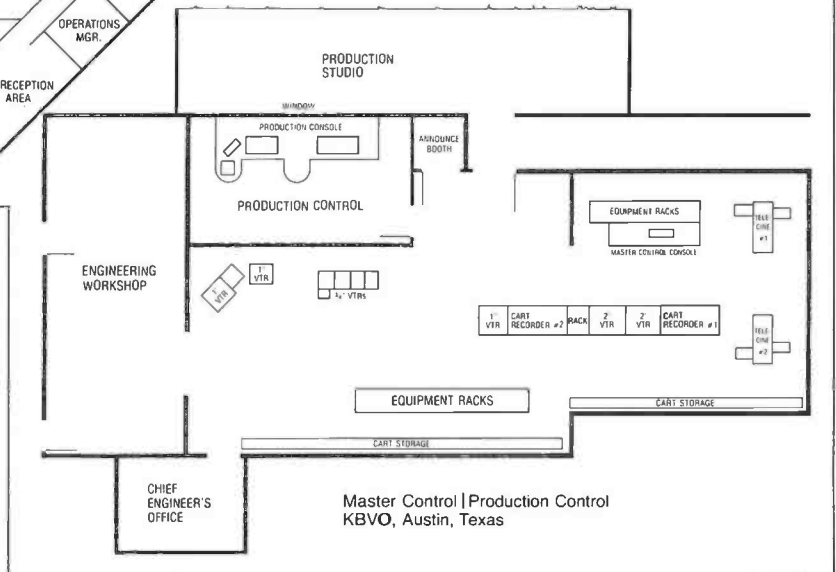 OPERATIONS
MGR.
RECEPTION
AREA
PRODUCTION
STUDIO
WINDOW
PRODUCTION CONSOLE
ANNOUNCE
BOOTH
PRODUCTION CONTROL
EQUIPMENT RACKS
MASTER CONTROL CONSOLE
TELE-
CINE
#1
ENGINEERING
WORKSHOP
1"
VTR
1"
VTR
¾" VTRs
1"
VTR
CART
RECORDER #2
RACK
2"
VTR
2"
VTR
CART
RECORDER #1
TELE-
CINE
#2
EQUIPMENT RACKS
CART STORAGE
CART STORAGE
CHIEF
ENGINEER'S
OFFICE
Master Control | Production Control
KBVO, Austin, Texas